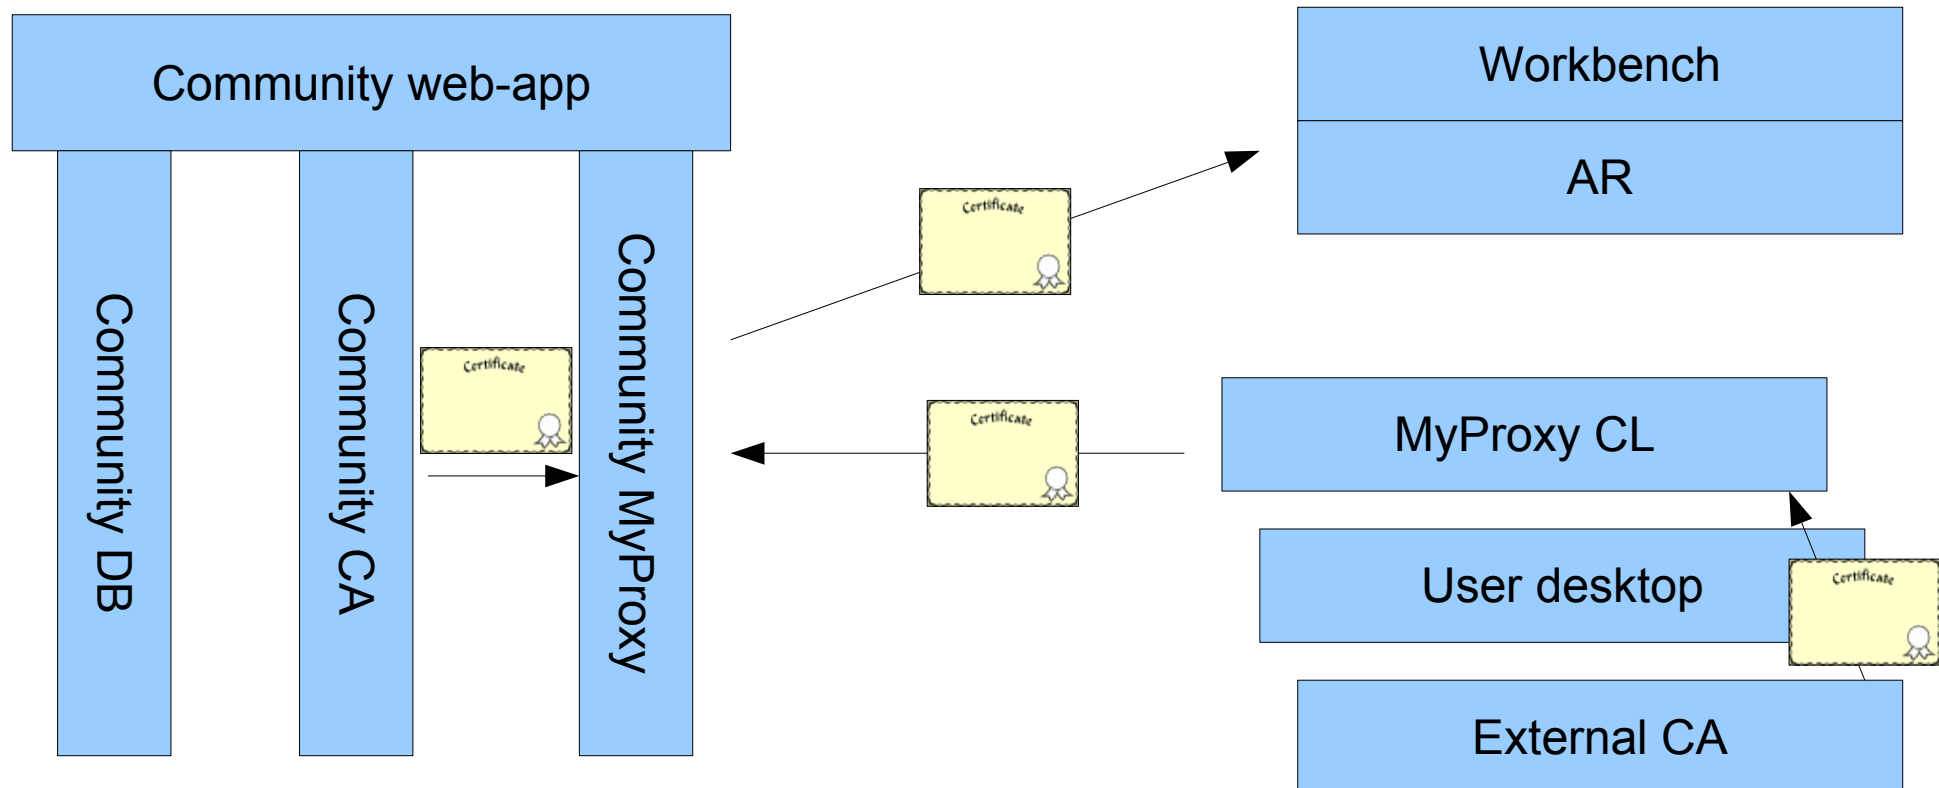 Community web-app
Community DB
Community CA
Community MyProxy
Certificate
Certificate
Certificate
Workbench
AR
MyProxy CL
User desktop
Certificate
External CA